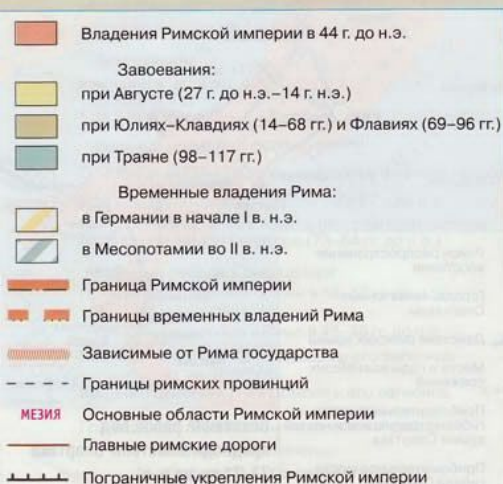 Владения Римской империи в 44 г. до н.э.
Завоевания:
при Августе (27 г. до н.э.–14 г. н.э.)
при Юлиях–Клавдиях (14–68 гг.) и Флавиях (69–96 гг.)
при Траяне (98–117 гг.)
Временные владения Рима:
в Германии в начале I в. н.э.
в Месопотамии во II в. н.э.
Граница Римской империи
Границы временных владений Рима
Зависимые от Рима государства
Границы римских провинций
МЕЗИЯ Основные области Римской империи
Главные римские дороги
Пограничные укрепления Римской империи